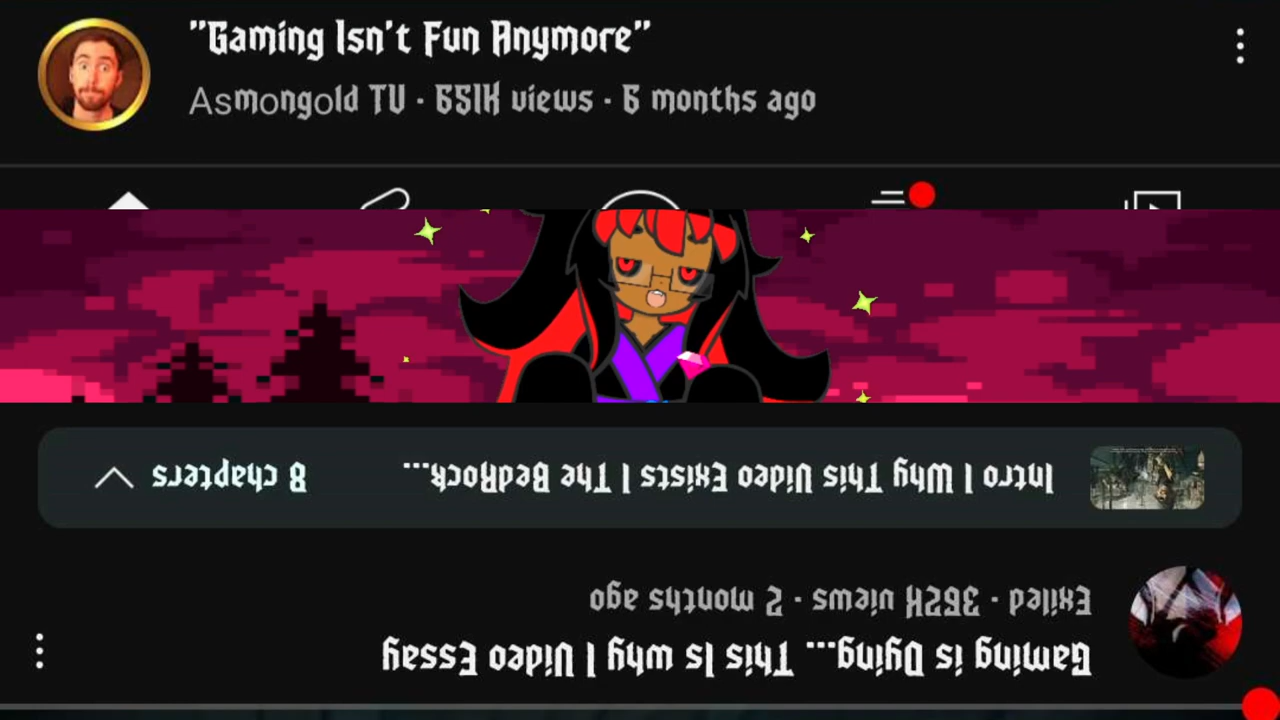 "Gaming Isn't Fun Anymore"
Asmongold TV · 651K views · 6 months ago
Gaming is Dying... This Is why | Video Essay
Exiled · 362K views · 2 months ago
Intro | Why This Video Exists | The BedRock...
8 chapters